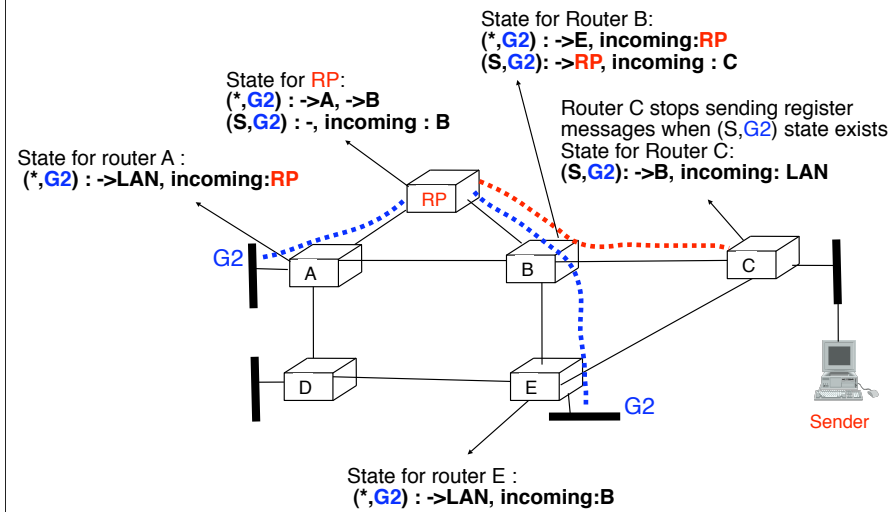 State for Router B:
(*,G2) : ->E, incoming:RP
(S,G2): ->RP, incoming : C
State for RP:
(*,G2) : ->A, ->B
(S,G2) : -, incoming : B
Router C stops sending register
messages when (S,G2) state exists
State for Router C:
(S,G2): ->B, incoming: LAN
State for router A :
(*,G2) : ->LAN, incoming:RP
RP
G2
A
B
C
D
E
G2
Sender
State for router E :
(*,G2) : ->LAN, incoming:B